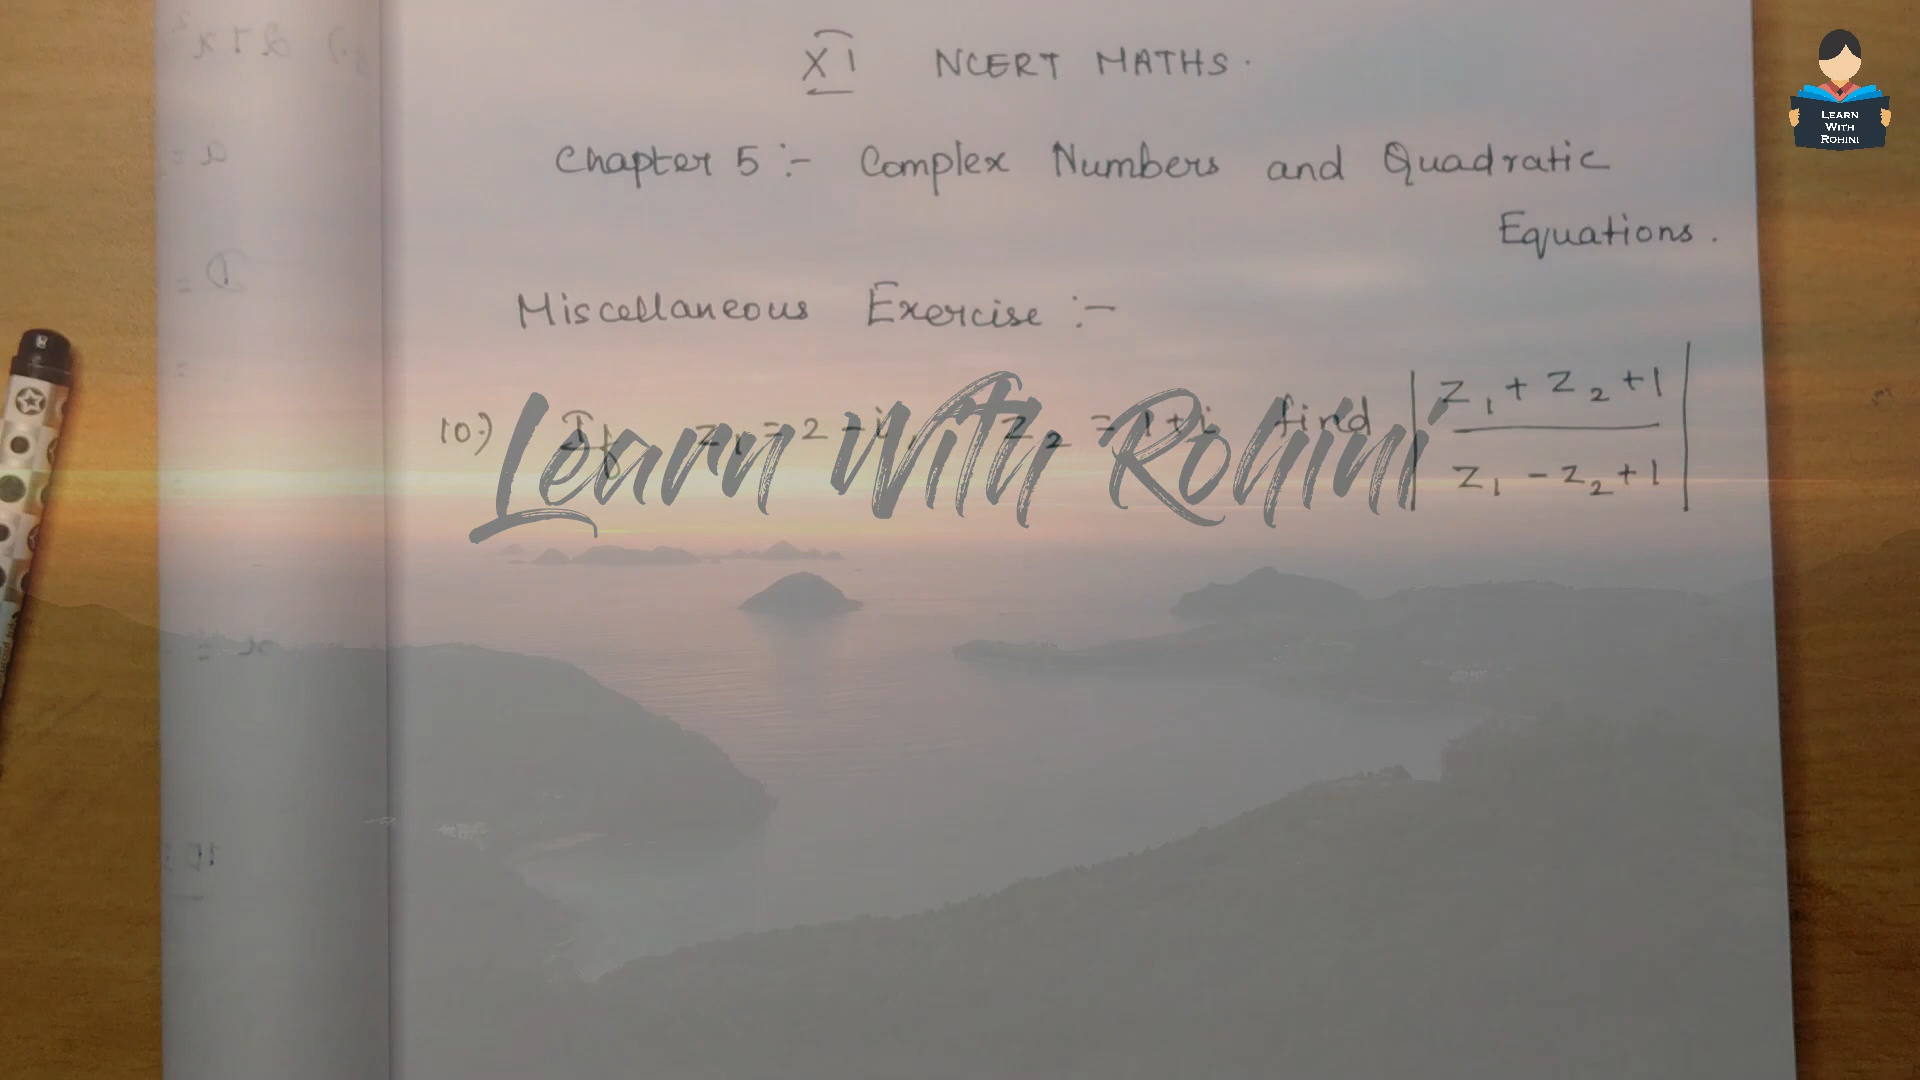 XI NCERT MATHS.
Chapter 5 :- Complex Numbers and Quadratic
Equations.
Miscellaneous Exercise :-
10.) If z₁ = 2 - i, z₂ = 1 + i find | (z₁ + z₂ + 1) / (z₁ - z₂ + 1) |
Learn With Rohini
LEARN
WITH
ROHINI